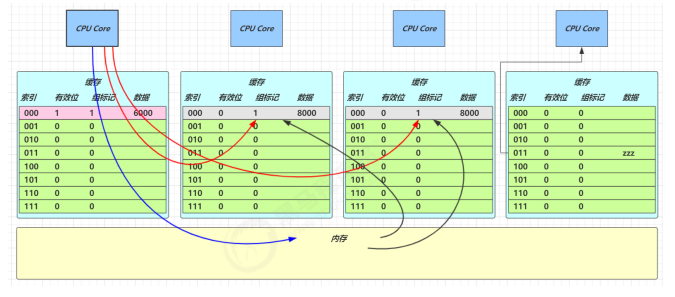 CPU Core CPU Core CPU Core CPU Core
缓存 缓存 缓存 缓存
索引 有效位 组标记 数据 索引 有效位 组标记 数据 索引 有效位 组标记 数据 索引 有效位 组标记 数据
000 1 1 6000 000 0 1 8000 000 0 1 8000 000 0 0
001 0 0 001 0 0 001 0 0 001 0 0
010 0 0 010 0 0 010 0 0 010 0 0
011 0 0 011 0 0 011 0 0 011 0 0 zzz
100 0 0 100 0 0 100 0 0 100 0 0
101 0 0 101 0 0 101 0 0 101 0 0
110 0 0 110 0 0 110 0 0 110 0 0
111 0 0 111 0 0 111 0 0 111 0 0
内存